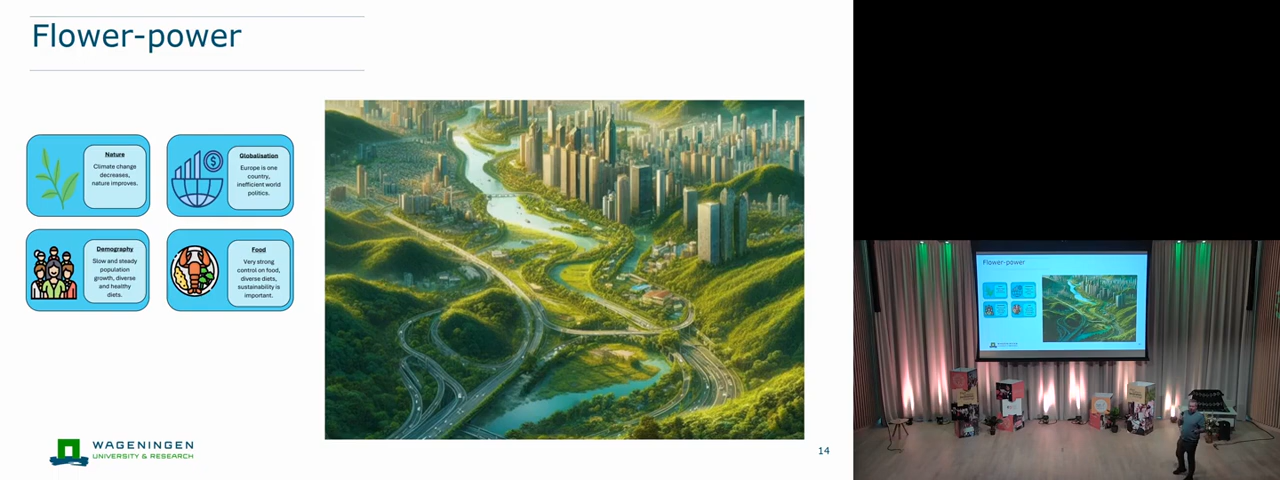 Flower-power
Nature
Climate change
decreases,
nature improves.
Globalisation
Europe is one
country,
inefficient world
politics.
Demography
Slow and steady
population
growth, diverse
and healthy
diets.
Food
Very strong
control on food,
diverse diets,
sustainability is
important.
WAGENINGEN
UNIVERSITY & RESEARCH
14
Flower-power